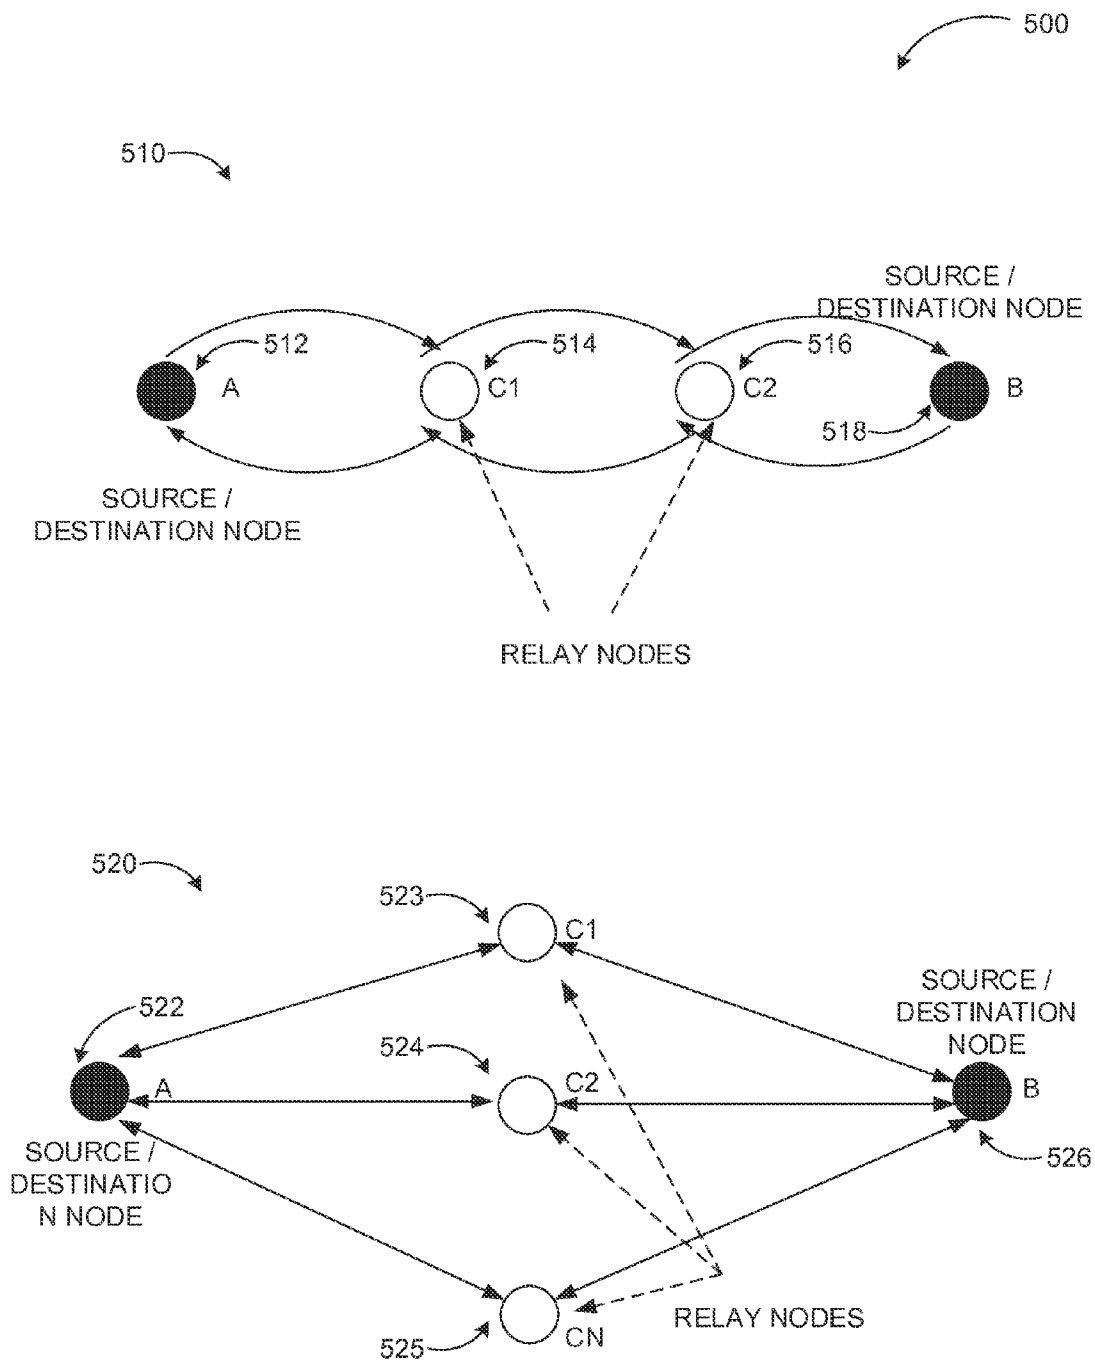 500
510
SOURCE /
DESTINATION NODE
512
514
516
A
C1
C2
B
518
SOURCE /
DESTINATION NODE
RELAY NODES
520
523
C1
SOURCE /
DESTINATION
NODE
522
524
A
C2
B
SOURCE /
DESTINATIO
N NODE
526
RELAY NODES
525
CN